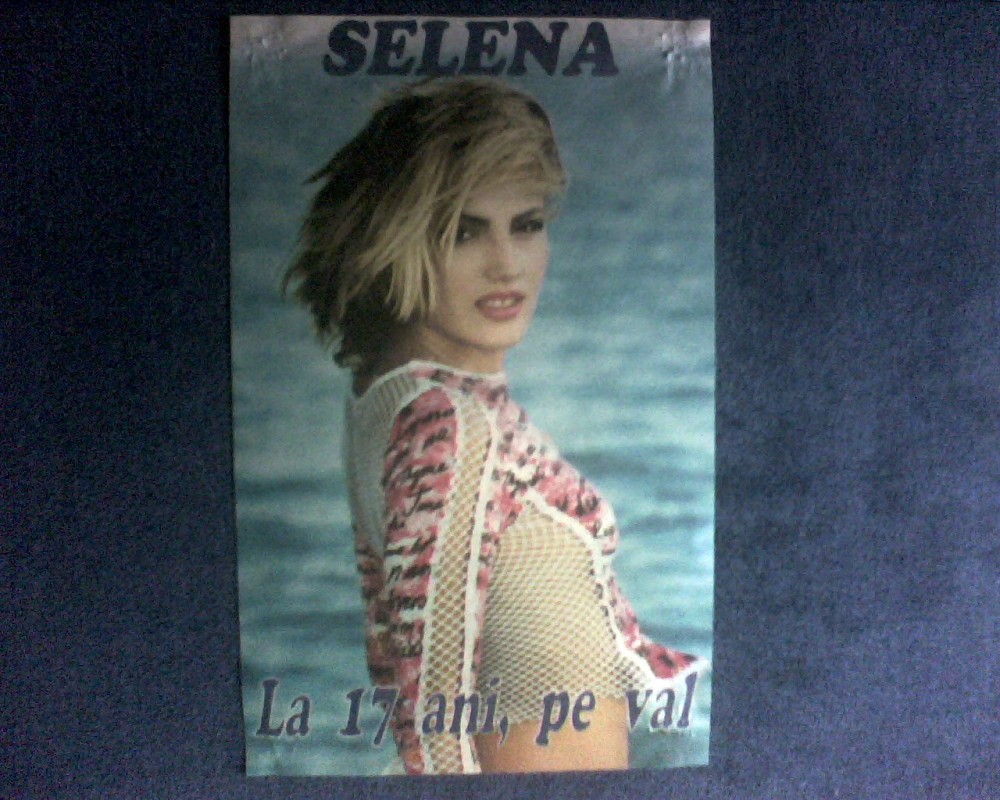 SELENA
La 17 ani, pe val